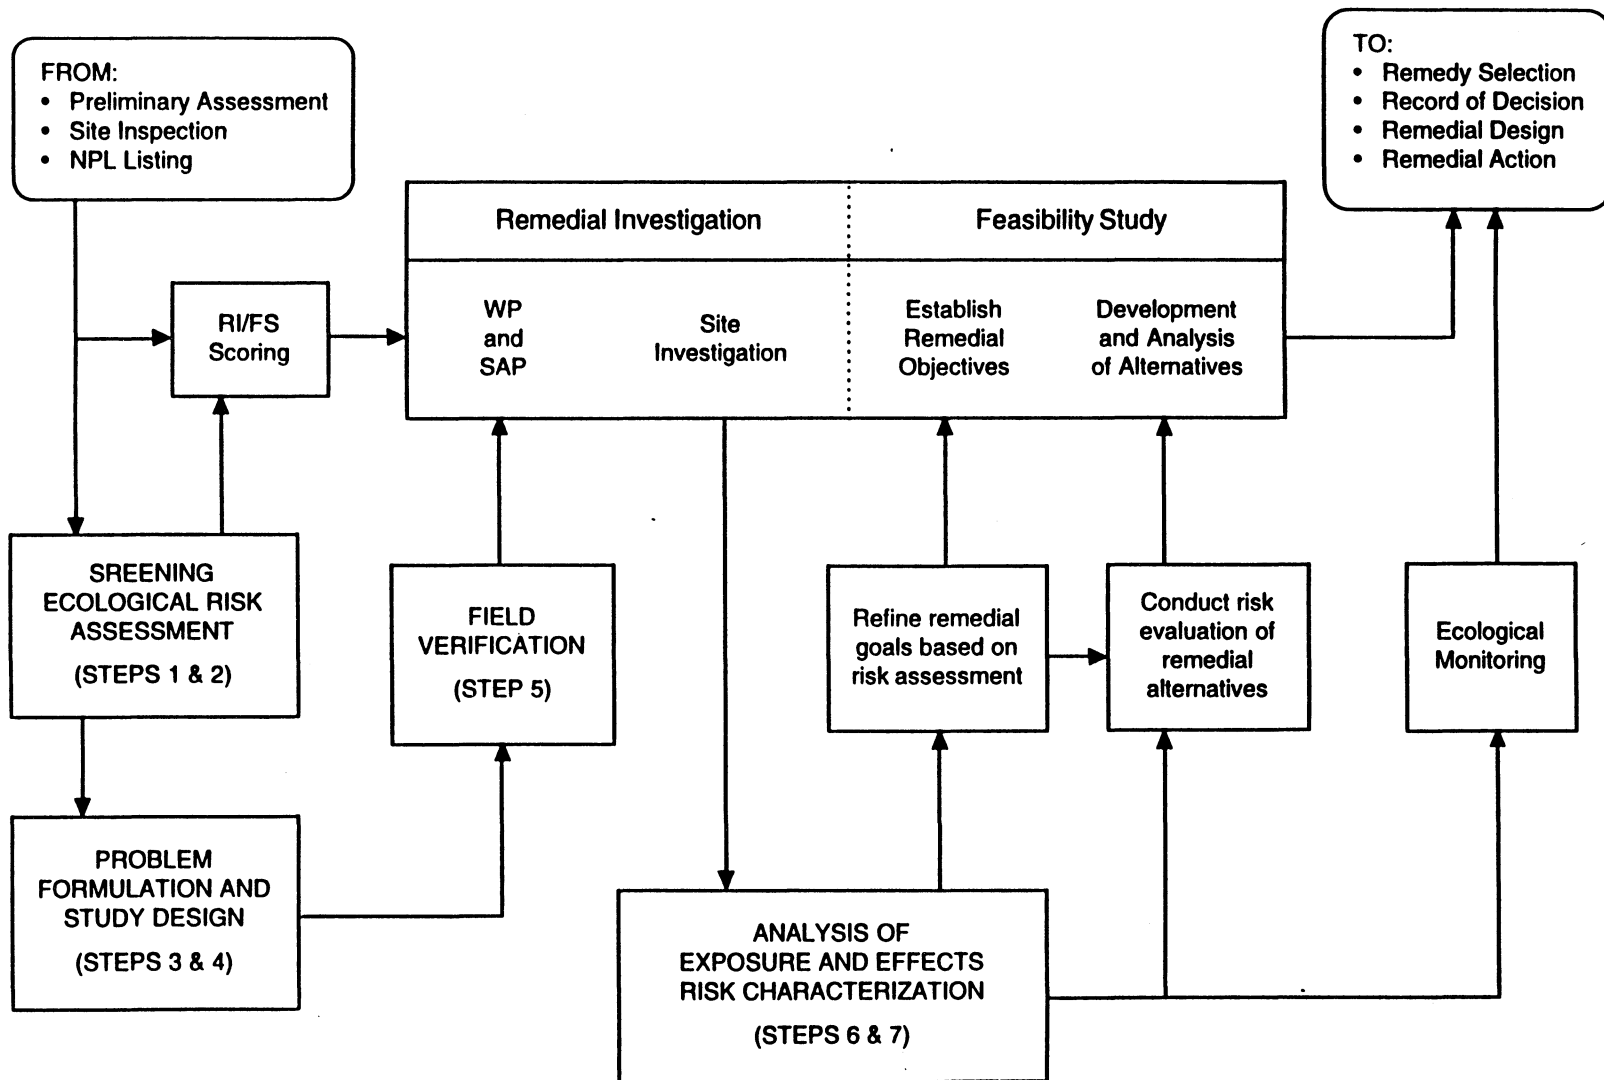 FROM:
• Preliminary Assessment
• Site Inspection
• NPL Listing
TO:
• Remedy Selection
• Record of Decision
• Remedial Design
• Remedial Action
Remedial Investigation
Feasibility Study
RI/FS
Scoring
WP
and
SAP
Site
Investigation
Establish
Remedial
Objectives
Development
and Analysis
of Alternatives
SREENING
ECOLOGICAL RISK
ASSESSMENT
(STEPS 1 & 2)
FIELD
VERIFICATION
(STEP 5)
Refine remedial
goals based on
risk assessment
Conduct risk
evaluation of
remedial
alternatives
Ecological
Monitoring
PROBLEM
FORMULATION AND
STUDY DESIGN
(STEPS 3 & 4)
ANALYSIS OF
EXPOSURE AND EFFECTS
RISK CHARACTERIZATION
(STEPS 6 & 7)